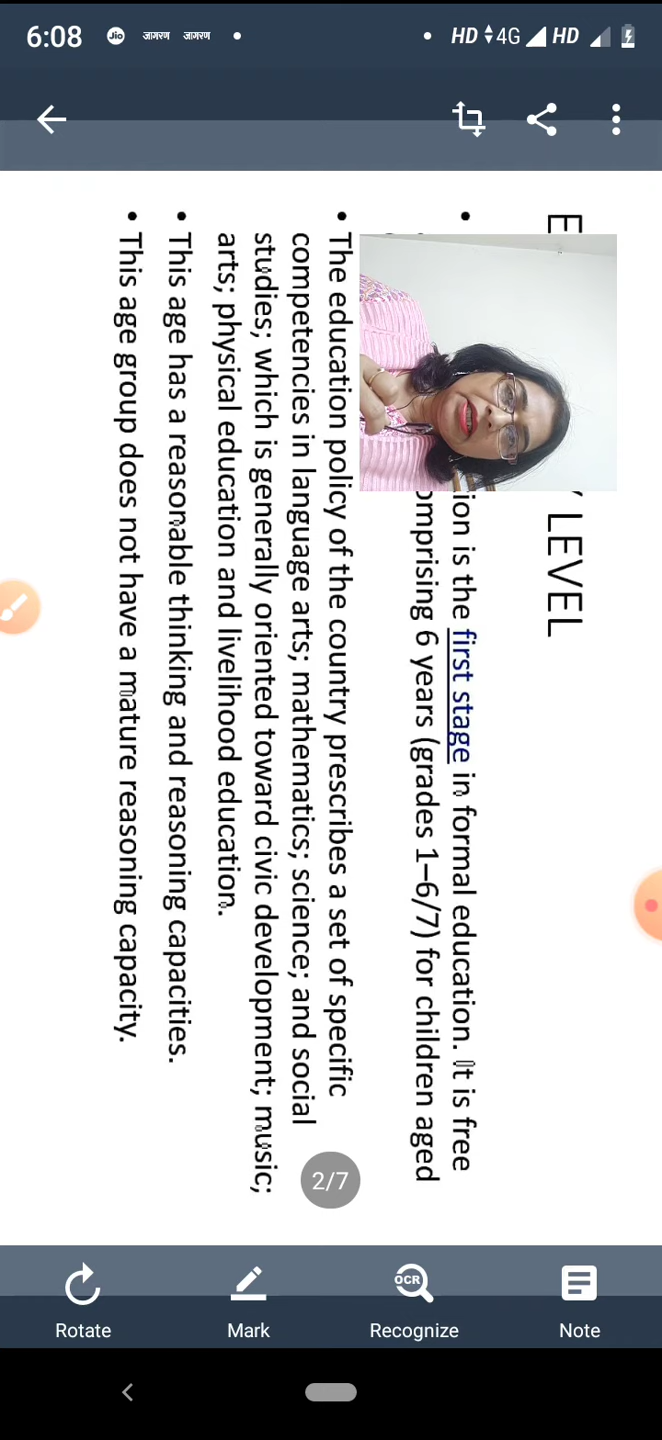 6:08 Jio जागरण जागरण HD 4G HD
LEVEL
is the first stage in formal education. It is free
6 years (grades 1–6/7) for children aged
• The education policy of the country prescribes a set of specific
competencies in language arts; mathematics; science; and social
studies; which is generally oriented toward civic development; music;
arts; physical education and livelihood education.
• This age has a reasonable thinking and reasoning capacities.
• This age group does not have a mature reasoning capacity.
2/7
Rotate Mark OCR Recognize Note